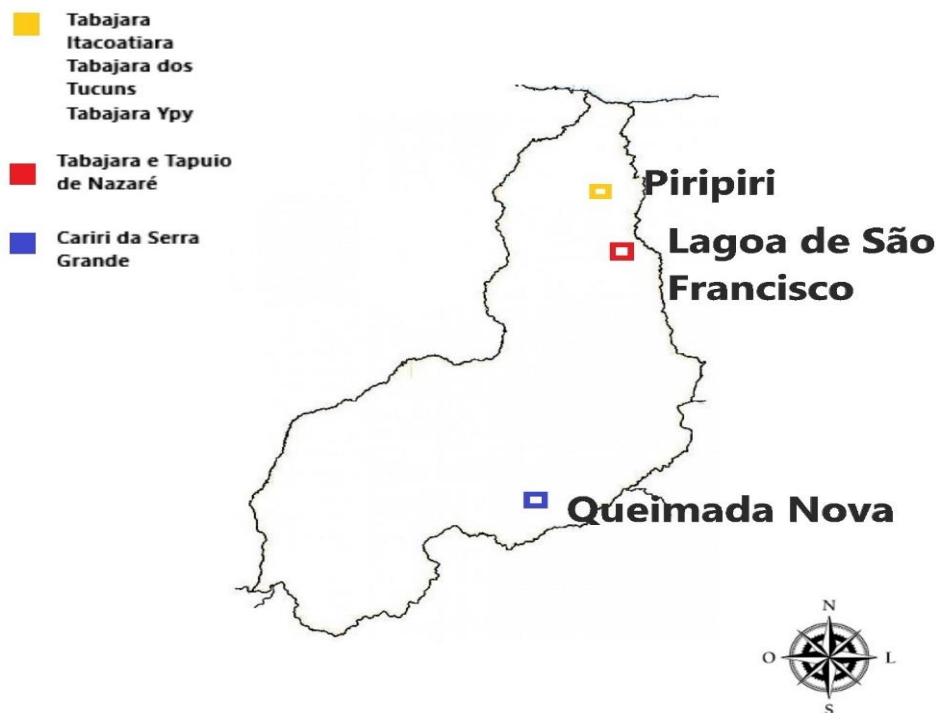 Tabajara
Itacoatiara
Tabajara dos
Tucuns
Tabajara Ypy
Tabajara e Tapuio
de Nazaré
Cariri da Serra
Grande
Piripiri
Lagoa de São
Francisco
Queimada Nova
N
O L
S